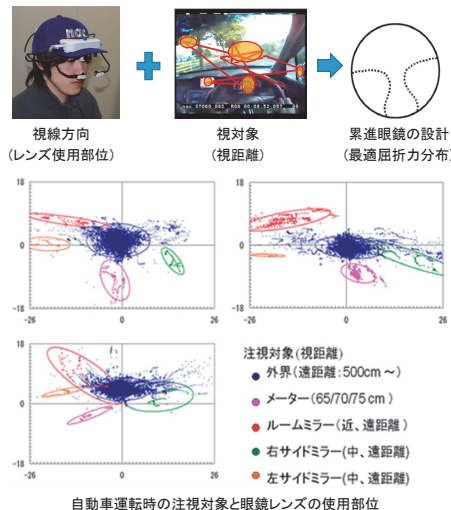 mac
視線方向
(レンズ使用部位)
視対象
(視距離)
累進眼鏡の設計
(最適屈折力分布)
18
0
-18
-26
0
26
18
0
-18
-26
0
26
18
0
-18
-26
0
26
注視対象(視距離)
外界(遠距離:500cm～)
メーター(65/70/75cm)
ルームミラー(近、遠距離)
右サイドミラー(中、遠距離)
左サイドミラー(中、遠距離)
自動車運転時の注視対象と眼鏡レンズの使用部位